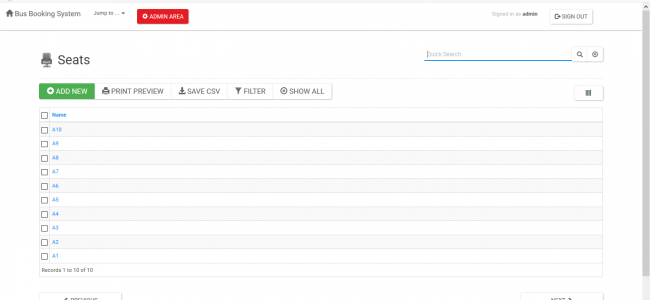 Bus Booking System Jump to ... ADMIN AREA Signed in as admin SIGN OUT
Seats
Quick Search
ADD NEW PRINT PREVIEW SAVE CSV FILTER SHOW ALL
Name
A10
A9
A8
A7
A6
A5
A4
A3
A2
A1
Records 1 to 10 of 10
PREVIOUS NEXT